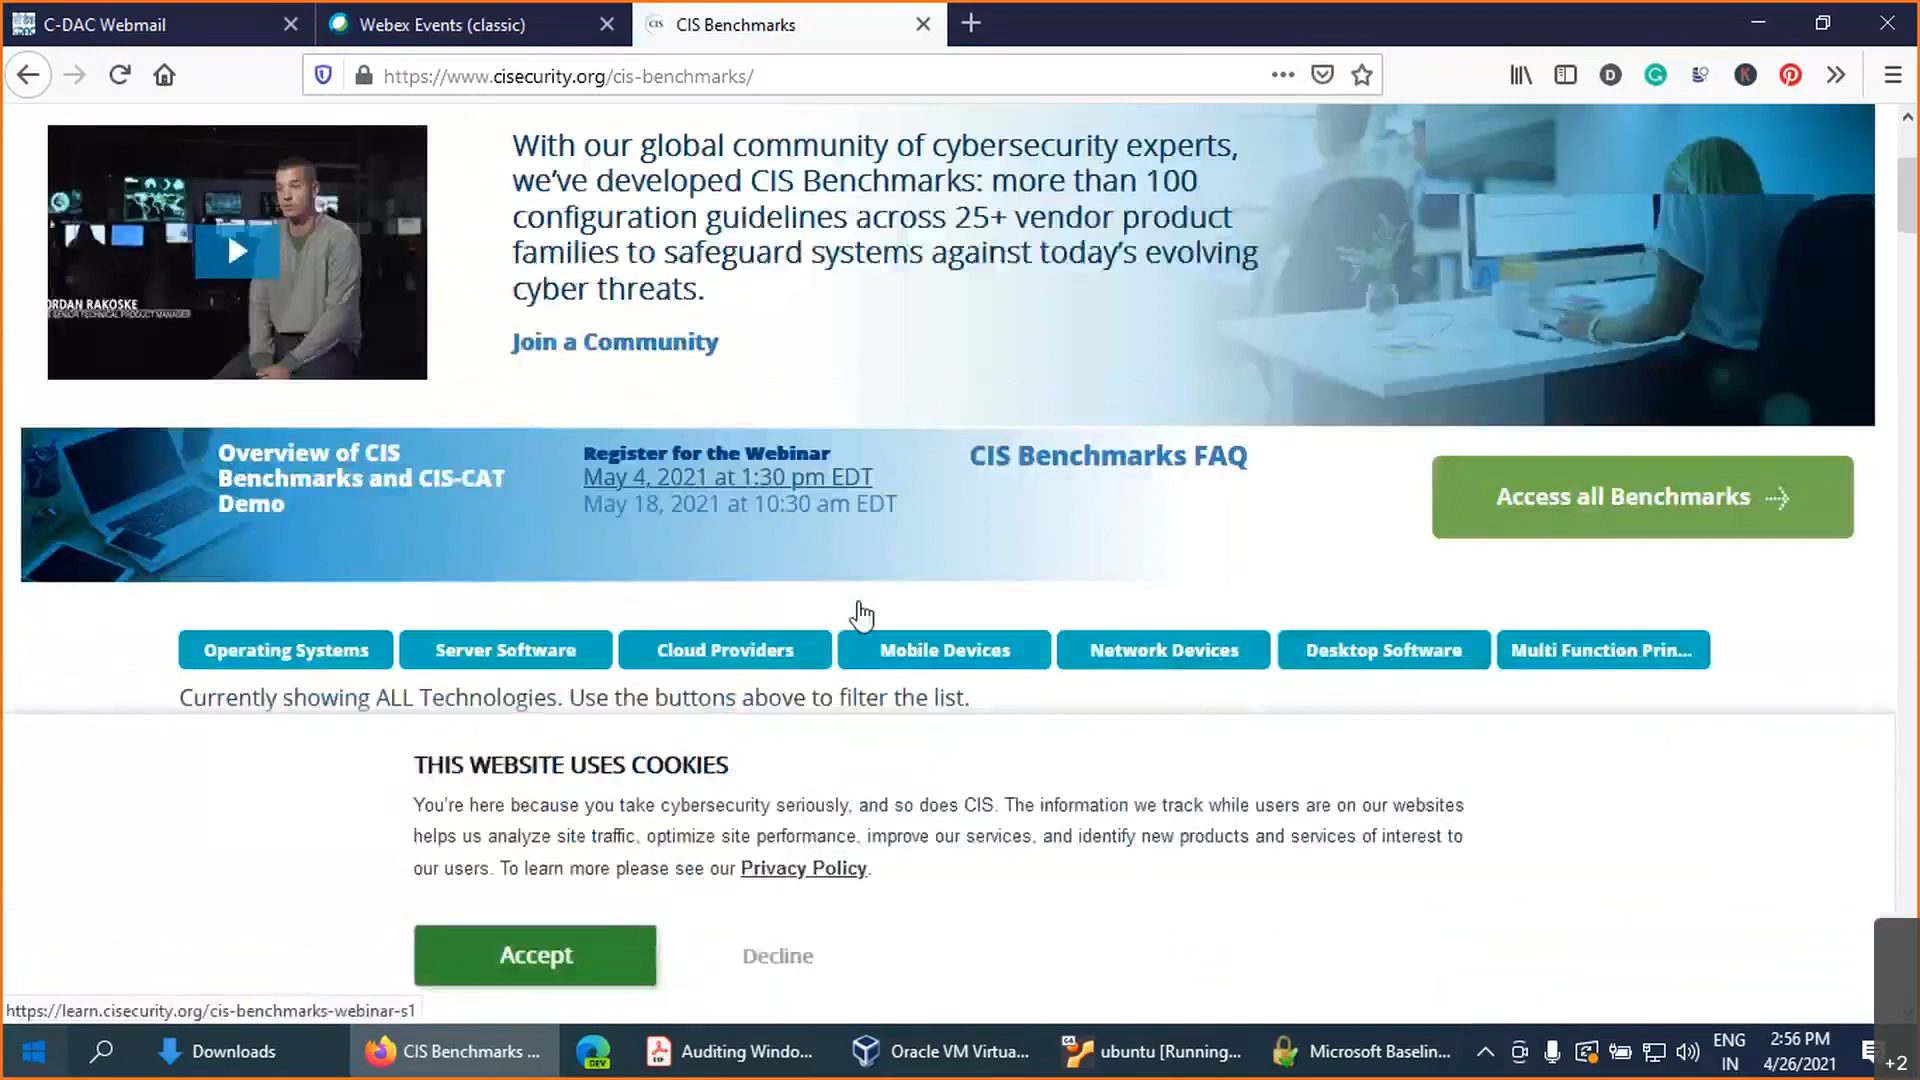 C-DAC Webmail
Webex Events (classic)
CIS Benchmarks
https://www.cisecurity.org/cis-benchmarks/
With our global community of cybersecurity experts,
we've developed CIS Benchmarks: more than 100
configuration guidelines across 25+ vendor product
families to safeguard systems against today's evolving
cyber threats.
Join a Community
ORDAN RAKOSKE
SENIOR TECHNICAL PRODUCT MANAGER
Overview of CIS
Benchmarks and CIS-CAT
Demo
Register for the Webinar
May 4, 2021 at 1:30 pm EDT
May 18, 2021 at 10:30 am EDT
CIS Benchmarks FAQ
Access all Benchmarks
Operating Systems
Server Software
Cloud Providers
Mobile Devices
Network Devices
Desktop Software
Multi Function Prin...
Currently showing ALL Technologies. Use the buttons above to filter the list.
THIS WEBSITE USES COOKIES
You're here because you take cybersecurity seriously, and so does CIS. The information we track while users are on our websites
helps us analyze site traffic, optimize site performance, improve our services, and identify new products and services of interest to
our users. To learn more please see our Privacy Policy.
Accept
Decline
https://learn.cisecurity.org/cis-benchmarks-webinar-s1
Downloads
CIS Benchmarks ...
DEV
Auditing Windo...
Oracle VM Virtua...
ubuntu [Running...
Microsoft Baselin...
ENG
IN
2:56 PM
4/26/2021
+2